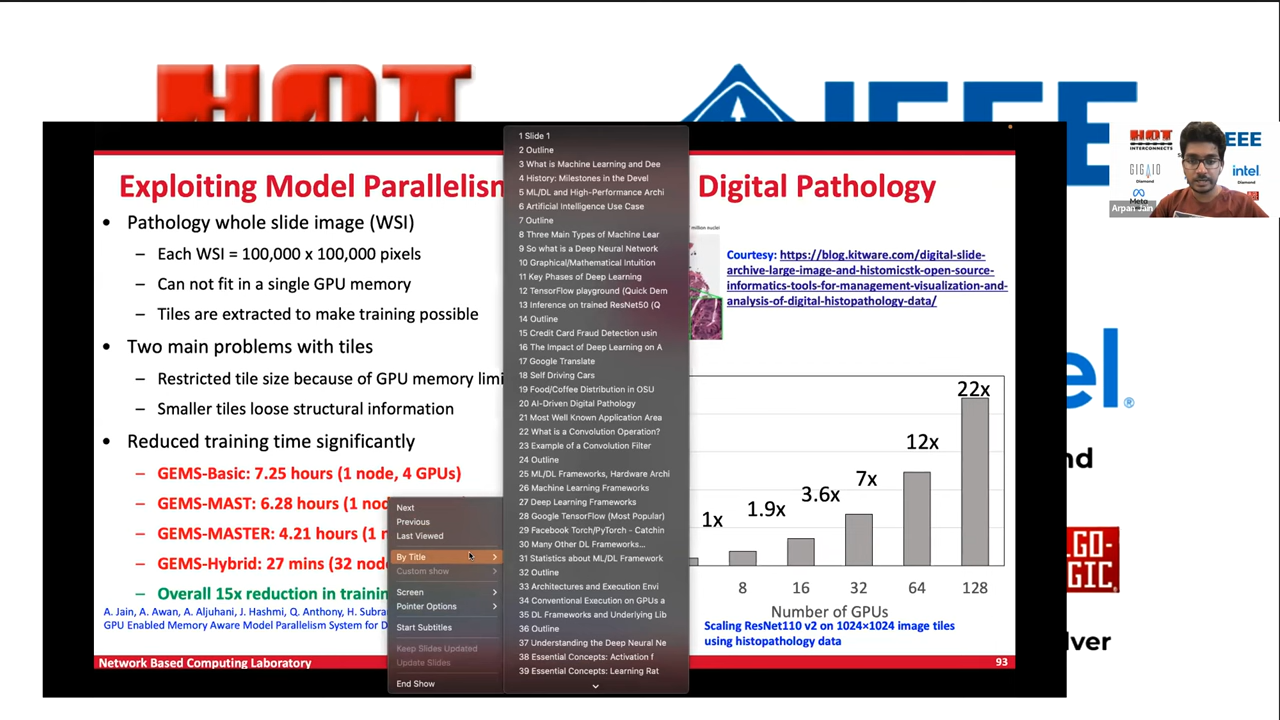 HOT
IEEE
Exploiting Model Parallelism
Digital Pathology
• Pathology whole slide image (WSI)
– Each WSI = 100,000 x 100,000 pixels
– Can not fit in a single GPU memory
– Tiles are extracted to make training possible
• Two main problems with tiles
– Restricted tile size because of GPU memory limi
– Smaller tiles loose structural information
• Reduced training time significantly
– GEMS-Basic: 7.25 hours (1 node, 4 GPUs)
– GEMS-MAST: 6.28 hours (1 nod
– GEMS-MASTER: 4.21 hours (1 n
– GEMS-Hybrid: 27 mins (32 node
– Overall 15x reduction in trainin
A. Jain, A. Awan, A. Aljuhani, J. Hashmi, Q. Anthony, H. Subra
GPU Enabled Memory Aware Model Parallelism System for D
Network Based Computing Laboratory
93
Next
Previous
Last Viewed
By Title
Custom show
Screen
Pointer Options
Start Subtitles
Keep Slides Updated
Update Slides
End Show
1 Slide 1
2 Outline
3 What is Machine Learning and Dee
4 History: Milestones in the Devel
5 ML/DL and High-Performance Archi
6 Artificial Intelligence Use Case
7 Outline
8 Three Main Types of Machine Lear
9 So what is a Deep Neural Network
10 Graphical/Mathematical Intuition
11 Key Phases of Deep Learning
12 TensorFlow playground (Quick Dem
13 Inference on trained ResNet50 (Q
14 Outline
15 Credit Card Fraud Detection usin
16 The Impact of Deep Learning on A
17 Google Translate
18 Self Driving Cars
19 Food/Coffee Distribution in OSU
20 AI-Driven Digital Pathology
21 Most Well Known Application Area
22 What is a Convolution Operation?
23 Example of a Convolution Filter
24 Outline
25 ML/DL Frameworks, Hardware Archi
26 Machine Learning Frameworks
27 Deep Learning Frameworks
28 Google TensorFlow (Most Popular)
29 Facebook Torch/PyTorch - Catchin
30 Many Other DL Frameworks...
31 Statistics about ML/DL Framework
32 Outline
33 Architectures and Execution Envi
34 Conventional Execution on GPUs a
35 DL Frameworks and Underlying Lib
36 Outline
37 Understanding the Deep Neural Ne
38 Essential Concepts: Activation f
39 Essential Concepts: Learning Rat
million nuclei
Courtesy: https://blog.kitware.com/digital-slide-
archive-large-image-and-histomicstk-open-source-
informatics-tools-for-management-visualization-and-
analysis-of-digital-histopathology-data/
1x
1.9x
3.6x
7x
12x
22x
8 16 32 64 128
Number of GPUs
Scaling ResNet110 v2 on 1024×1024 image tiles
using histopathology data
HOT
INTERCONNECTS
EEE
GIGAIO
Diamond
intel.
Diamond
Meta
Arpan Jain
el®
nd
LGO-
GIC
lver